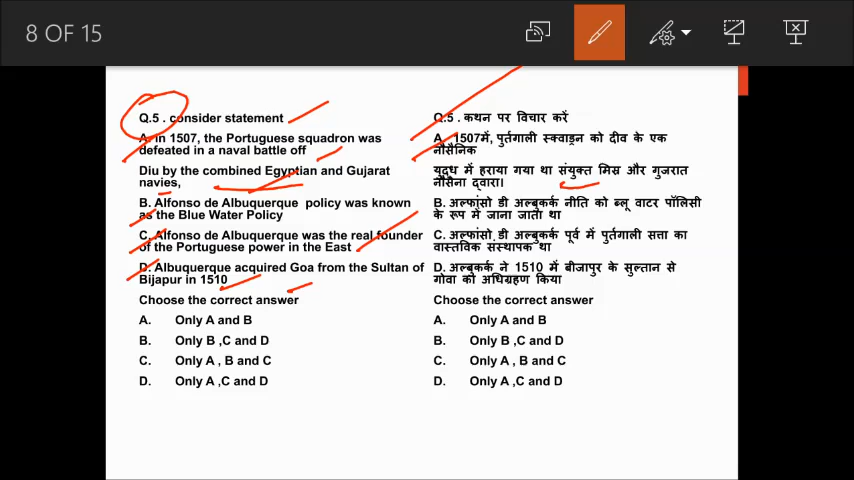 8 OF 15
Q.5 . consider statement
A. In 1507, the Portuguese squadron was
defeated in a naval battle off
Diu by the combined Egyptian and Gujarat
navies,
B. Alfonso de Albuquerque policy was known
as the Blue Water Policy
C. Alfonso de Albuquerque was the real founder
of the Portuguese power in the East
D. Albuquerque acquired Goa from the Sultan of
Bijapur in 1510
Choose the correct answer
A. Only A and B
B. Only B ,C and D
C. Only A , B and C
D. Only A ,C and D
Q.5 . कथन पर विचार करें
A. 1507में, पुर्तगाली स्क्वाड्रन को दीव के एक
नौसैनिक
युद्ध में हराया गया था संयुक्त मिस्र और गुजरात
नौसेना द्वारा।
B. अल्फांसो डी अल्बुकर्क नीति को ब्लू वाटर पॉलिसी
के रूप में जाना जाता था
C. अल्फांसो डी अल्बुकर्क पूर्व में पुर्तगाली सत्ता का
वास्तविक संस्थापक था
D. अल्बुकर्क ने 1510 में बीजापुर के सुल्तान से
गोवा को अधिग्रहण किया
Choose the correct answer
A. Only A and B
B. Only B ,C and D
C. Only A , B and C
D. Only A ,C and D